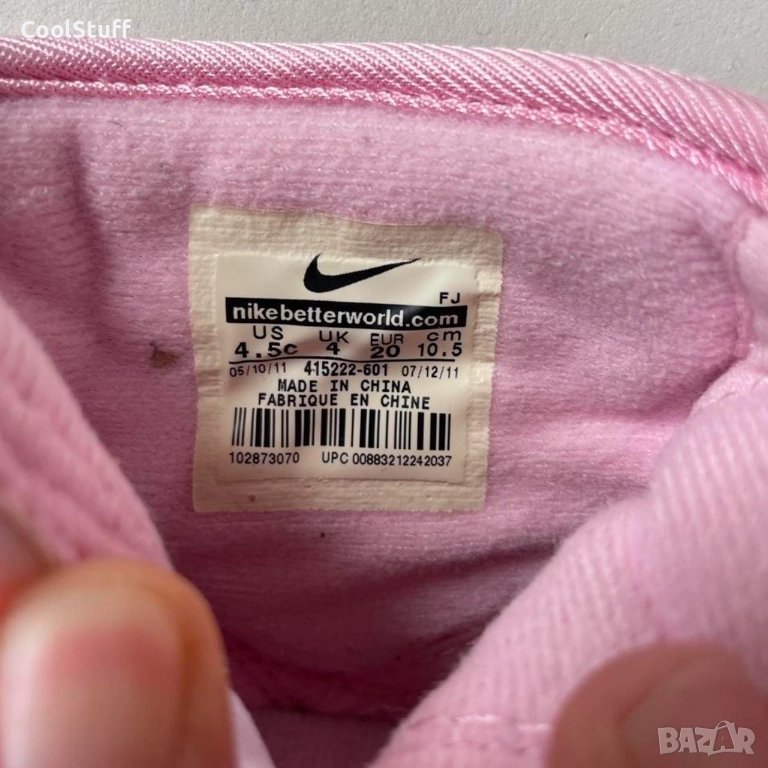 CoolStuff
FJ
nikebetterworld.com
US UK EUR cm
4.5C 4 20 10.5
05/10/11 415222-601 07/12/11
MADE IN CHINA
FABRIQUE EN CHINE
102873070 UPC 00883212242037
BAZAR